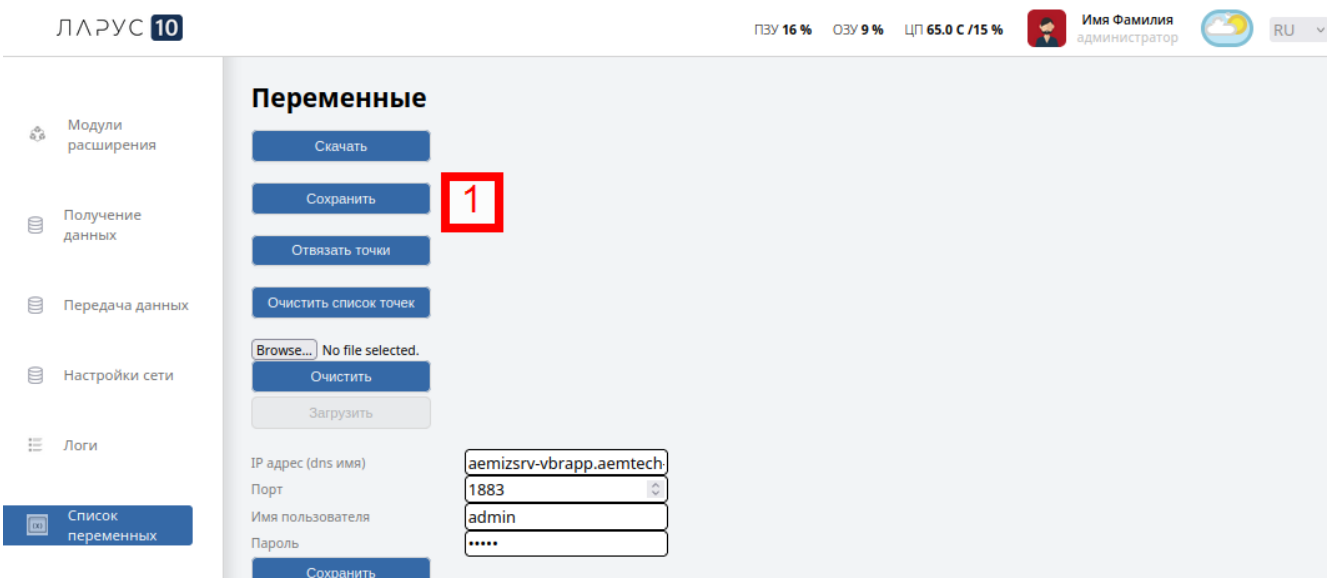 ЛАРУС 10
ПЗУ 16 % ОЗУ 9 % ЦП 65.0 C /15 %
Имя Фамилия
администратор
RU
Модули
расширения
Получение
данных
Передача данных
Настройки сети
Логи
Список
переменных
Переменные
Скачать
Сохранить
1
Отвязать точки
Очистить список точек
Browse... No file selected.
Очистить
Загрузить
IP адрес (dns имя) aemizsrv-vbrapp.aemtech-
Порт 1883
Имя пользователя admin
Пароль •••••
Сохранить